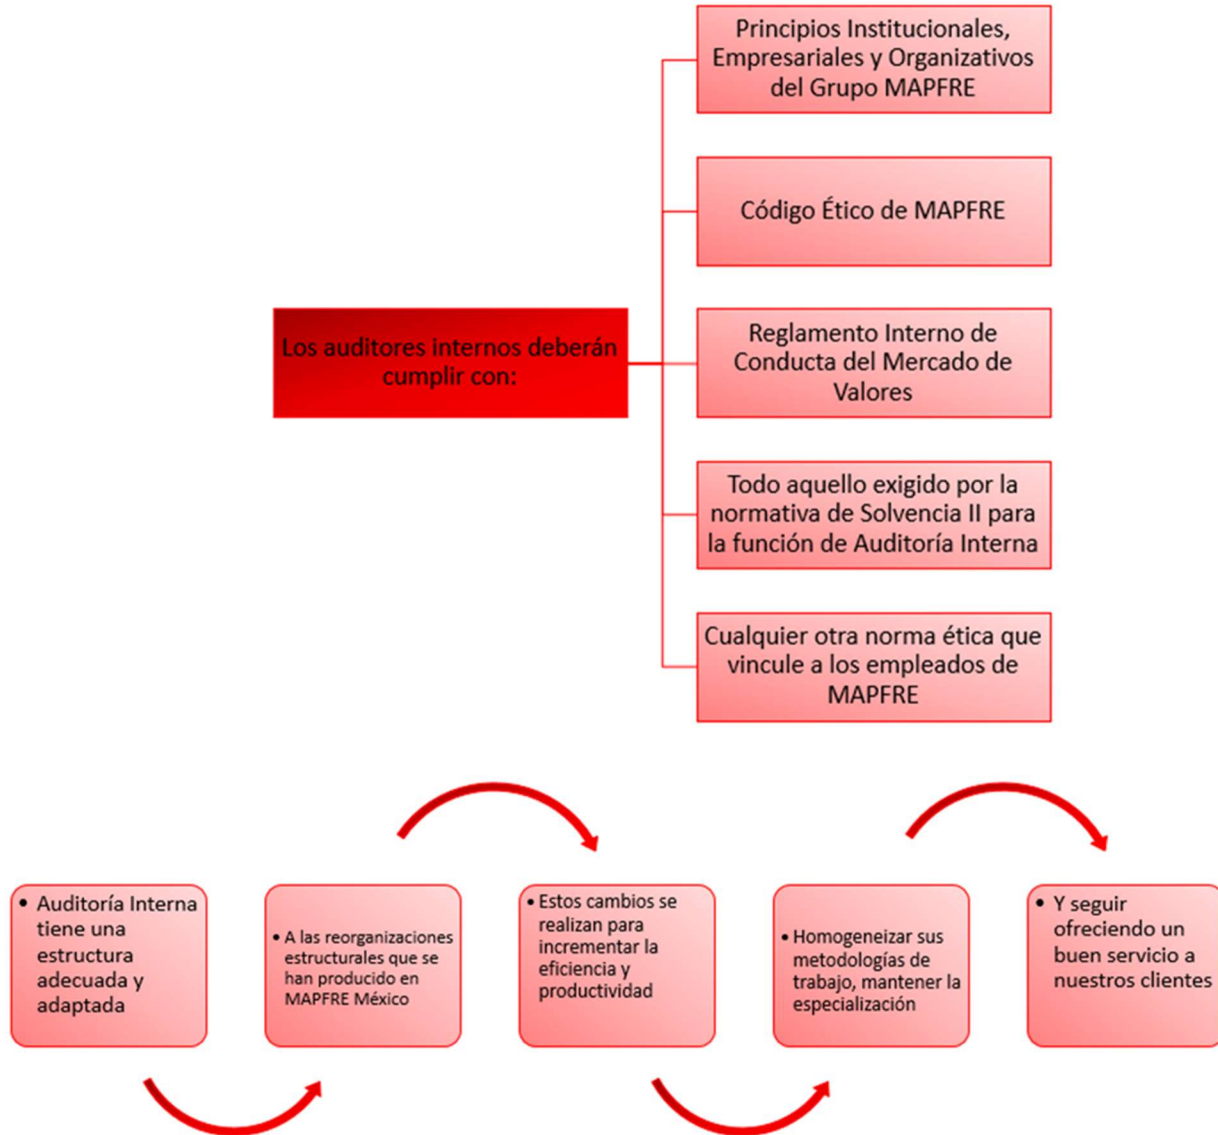 Principios Institucionales,
Empresariales y Organizativos
del Grupo MAPFRE
Código Ético de MAPFRE
Los auditores internos deberán
cumplir con:
Reglamento Interno de
Conducta del Mercado de
Valores
Todo aquello exigido por la
normativa de Solvencia II para
la función de Auditoría Interna
Cualquier otra norma ética que
vincule a los empleados de
MAPFRE
• Auditoría Interna
tiene una
estructura
adecuada y
adaptada
• A las reorganizaciones
estructurales que se
han producido en
MAPFRE México
• Estos cambios se
realizan para
incrementar la
eficiencia y
productividad
• Homogeneizar sus
metodologías de
trabajo, mantener la
especialización
• Y seguir
ofreciendo un
buen servicio a
nuestros clientes